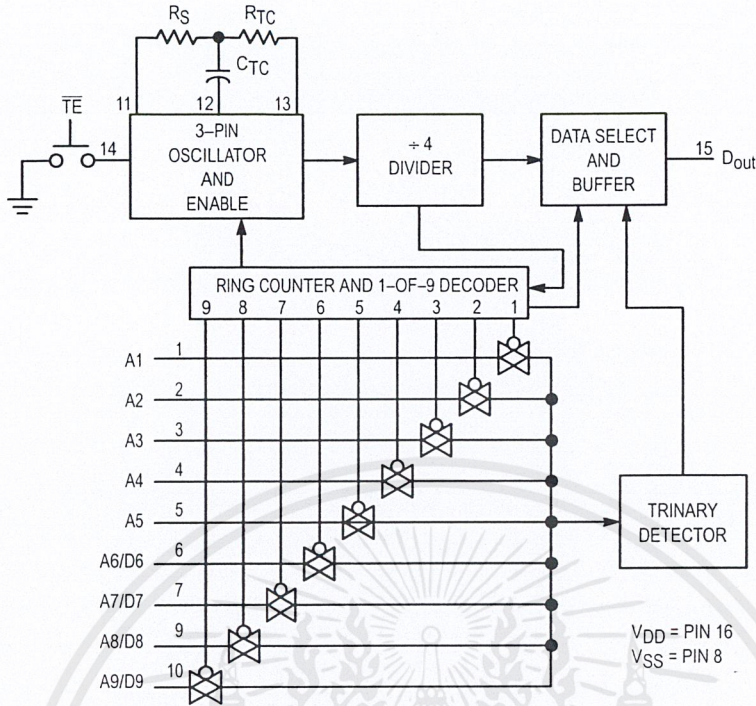 RS RTC
CTC
11 12 13
TE
14
3–PIN
OSCILLATOR
AND
ENABLE
÷ 4
DIVIDER
DATA SELECT
AND
BUFFER
15 Dout
RING COUNTER AND 1–OF–9 DECODER
9 8 7 6 5 4 3 2 1
A1 1
A2 2
A3 3
A4 4
A5 5
A6/D6 6
A7/D7 7
A8/D8 9
A9/D9 10
TRINARY
DETECTOR
VDD = PIN 16
VSS = PIN 8